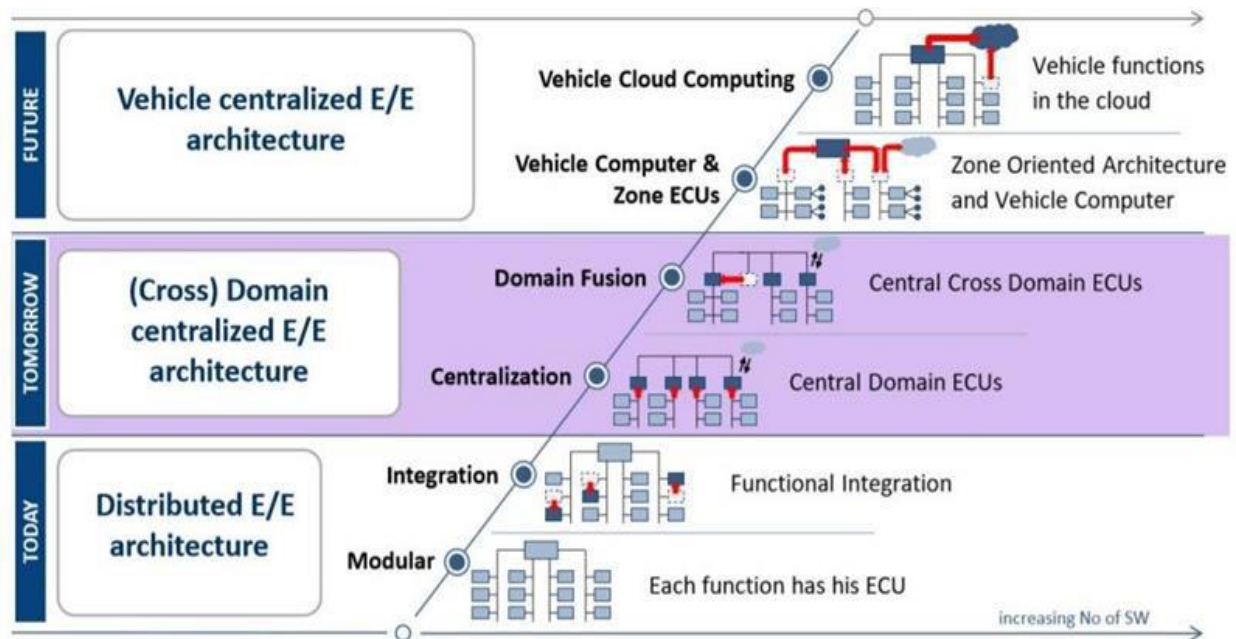 FUTURE
Vehicle centralized E/E
architecture
Vehicle Cloud Computing
Vehicle functions
in the cloud
Vehicle Computer &
Zone ECUs
Zone Oriented Architecture
and Vehicle Computer
TOMORROW
(Cross) Domain
centralized E/E
architecture
Domain Fusion
Central Cross Domain ECUs
Centralization
Central Domain ECUs
TODAY
Distributed E/E
architecture
Integration
Functional Integration
Modular
Each function has his ECU
increasing No of SW